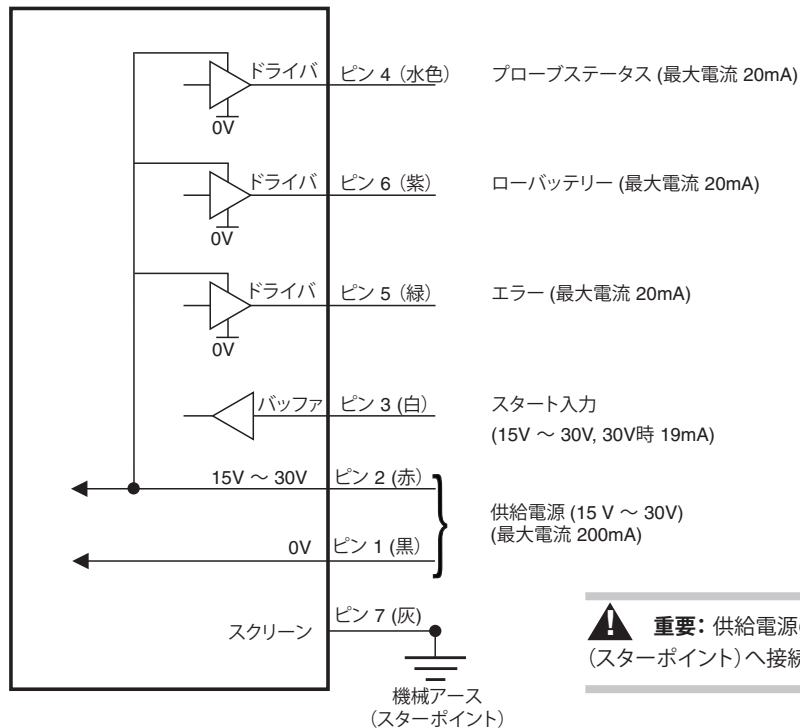 ドライバ ピン 4 (水色) プローブステータス (最大電流 20mA)
0V
ドライバ ピン 6 (紫) ローバッテリー (最大電流 20mA)
0V
ドライバ ピン 5 (緑) エラー (最大電流 20mA)
0V
バッファ ピン 3 (白) スタート入力
(15V ～ 30V, 30V時 19mA)
15V ～ 30V ピン 2 (赤)
供給電源 (15 V ～ 30V)
(最大電流 200mA)
0V ピン 1 (黒)
スクリーン ピン 7 (灰)
機械アース
(スターポイント)
重要: 供給電源
(スターポイント)へ接続